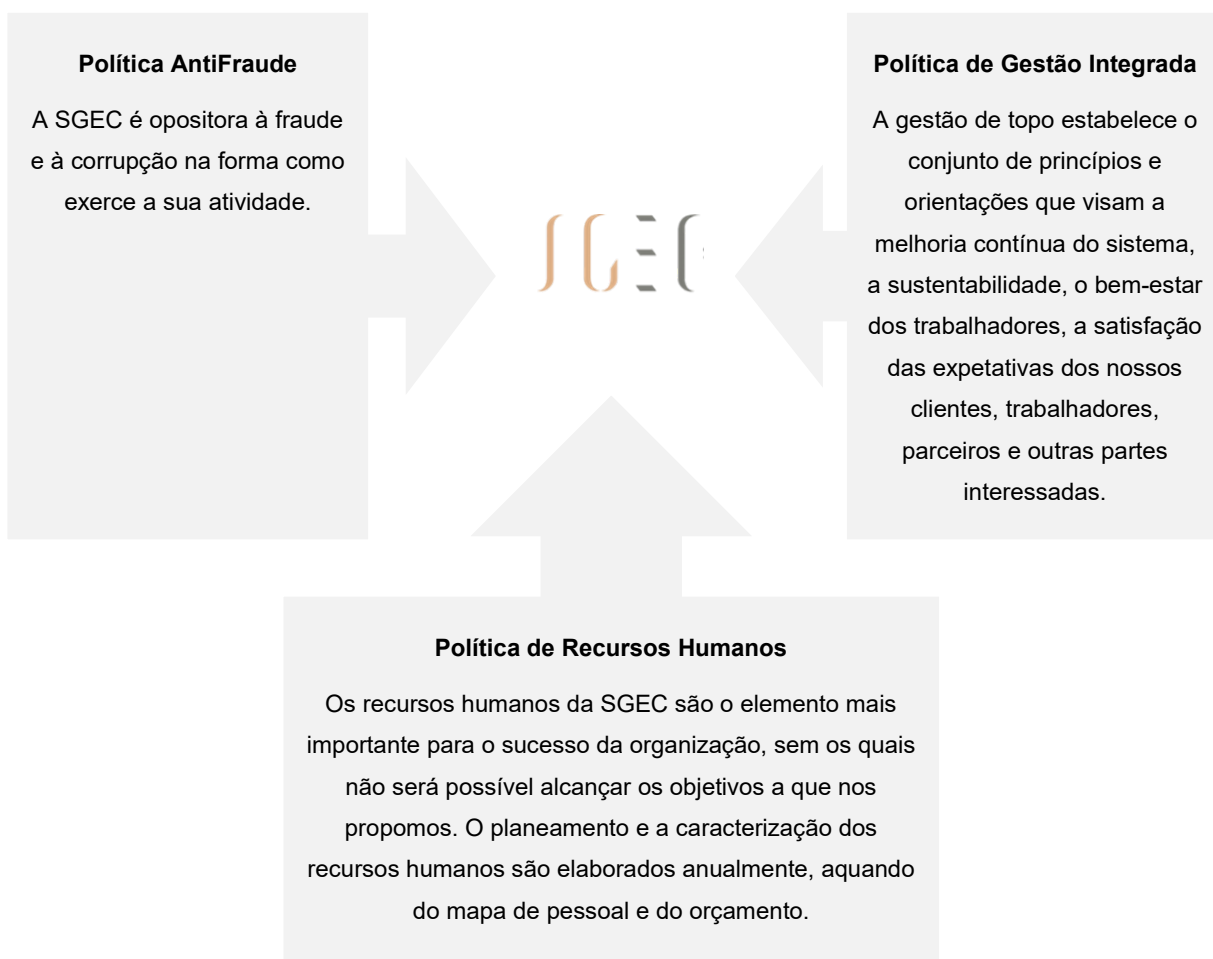 Política AntiFraude
A SGEC é opositora à fraude
e à corrupção na forma como
exerce a sua atividade.
SGEC
Política de Gestão Integrada
A gestão de topo estabelece o
conjunto de princípios e
orientações que visam a
melhoria contínua do sistema,
a sustentabilidade, o bem-estar
dos trabalhadores, a satisfação
das expetativas dos nossos
clientes, trabalhadores,
parceiros e outras partes
interessadas.
Política de Recursos Humanos
Os recursos humanos da SGEC são o elemento mais
importante para o sucesso da organização, sem os quais
não será possível alcançar os objetivos a que nos
propomos. O planeamento e a caracterização dos
recursos humanos são elaborados anualmente, aquando
do mapa de pessoal e do orçamento.